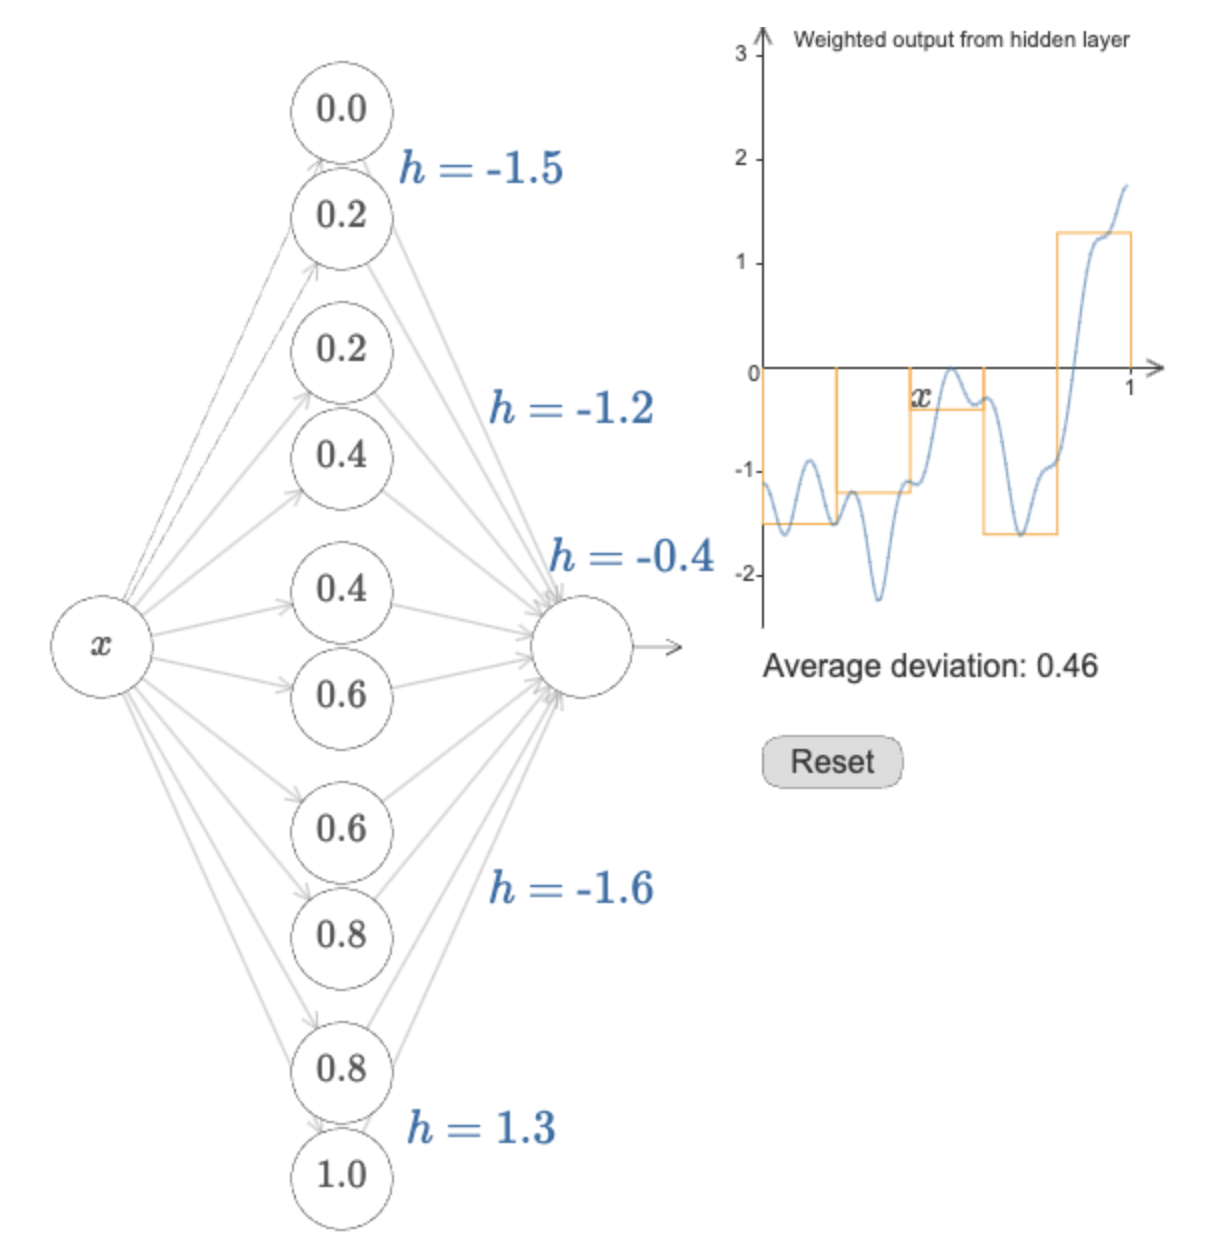 0.0
h = -1.5
0.2
0.2
h = -1.2
0.4
h = -0.4
0.4
x
0.6
0.6
h = -1.6
0.8
0.8
h = 1.3
1.0
Weighted output from hidden layer
3
2
1
0
x
1
-1
-2
Average deviation: 0.46
Reset